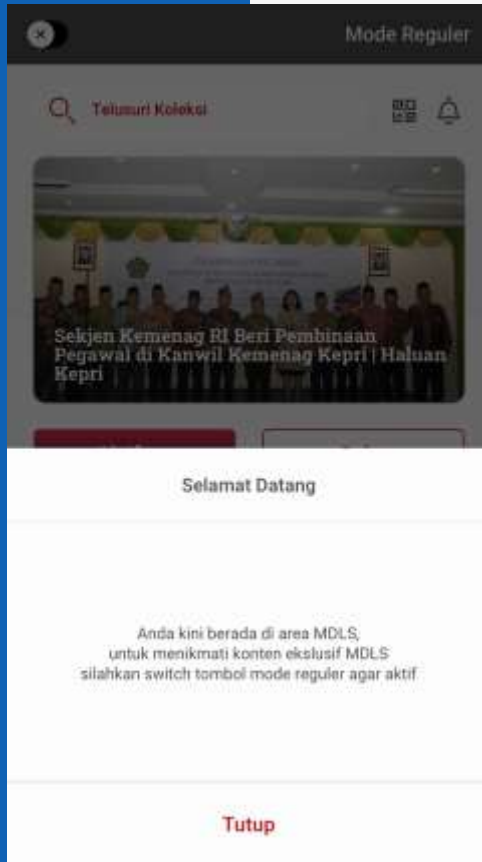 Mode Reguler
Telusuri Koleksi
Sekjen Kemenag RI Beri Pembinaan
Pegawai di Kanwil Kemenag Kepri | Haluan
Kepri
Selamat Datang
Anda kini berada di area MDLS,
untuk menikmati konten ekslusif MDLS
silahkan switch tombol mode reguler agar aktif
Tutup